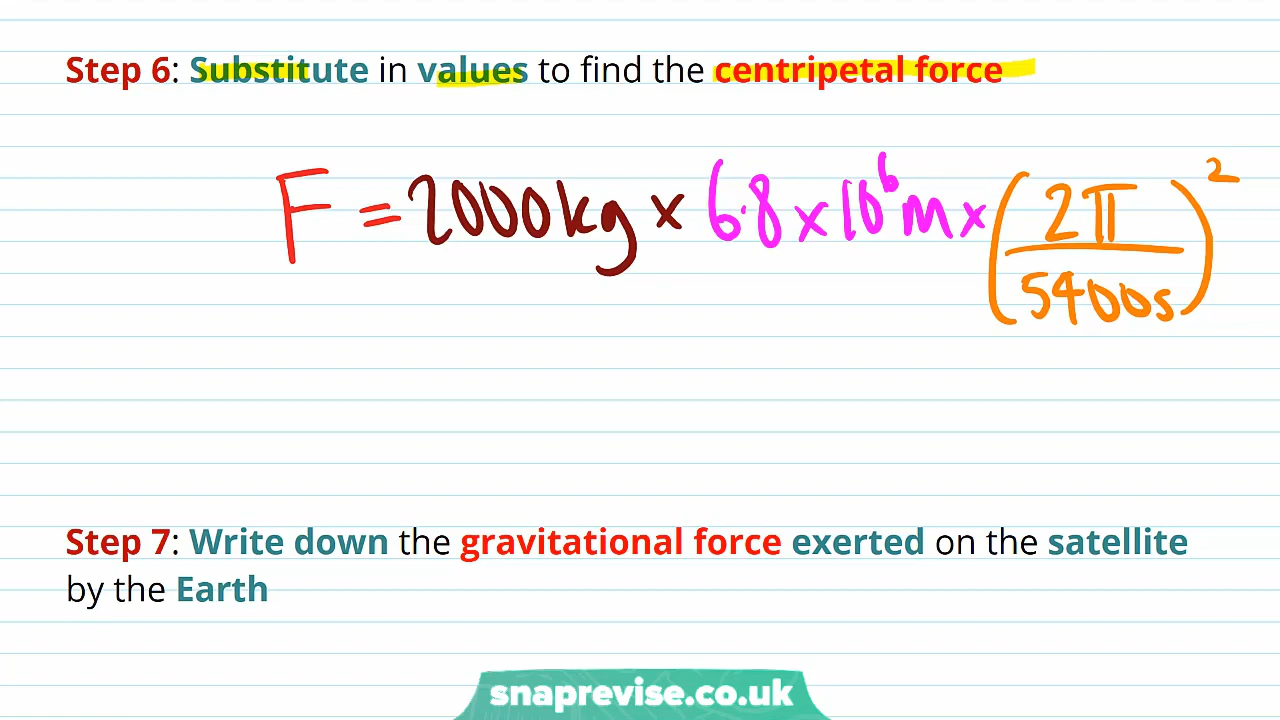 Step 6: Substitute in values to find the centripetal force
F = 2000kg × 6.8 × 10⁶ m × (2π / 5400s)²
Step 7: Write down the gravitational force exerted on the satellite
by the Earth
snaprevise.co.uk